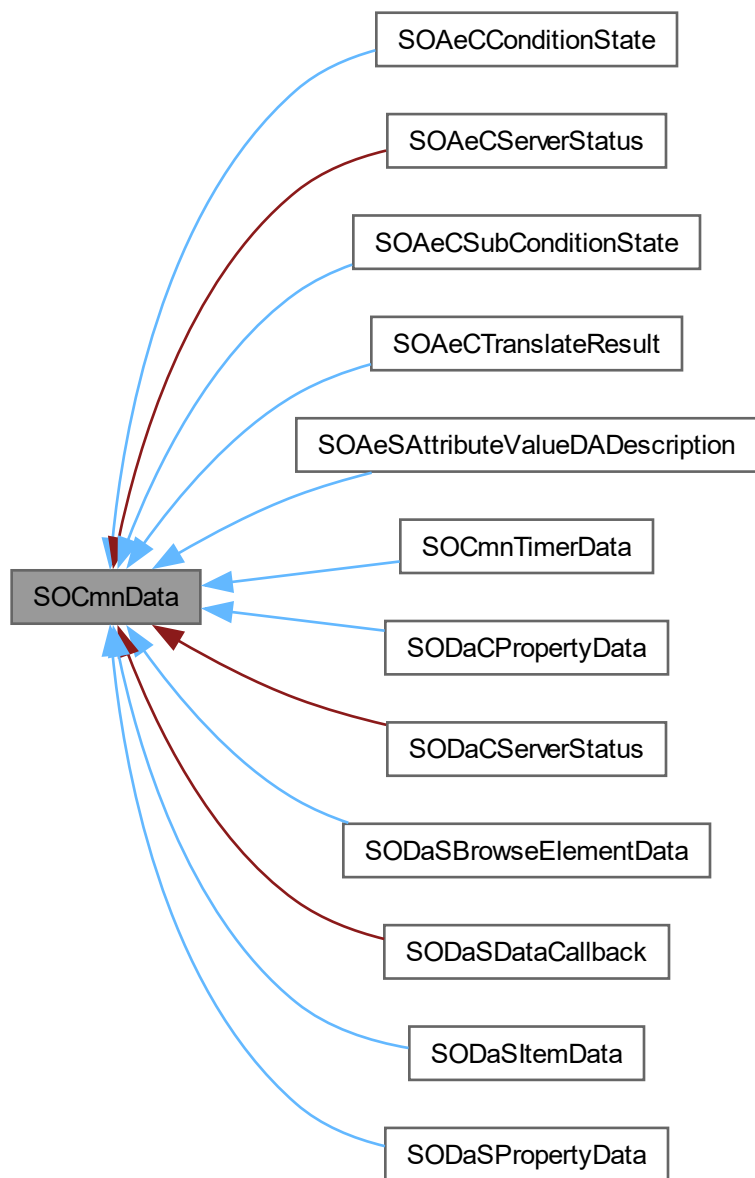 SOAeCConditionState
SOAeCServerStatus
SOAeCSubConditionState
SOAeCTranslateResult
SOAeSAttributeValueDADescription
SOCmnTimerData
SOCmnData
SODaCPropertyData
SODaCServerStatus
SODaSBrowseElementData
SODaSDataCallback
SODaSItemData
SODaSPropertyData